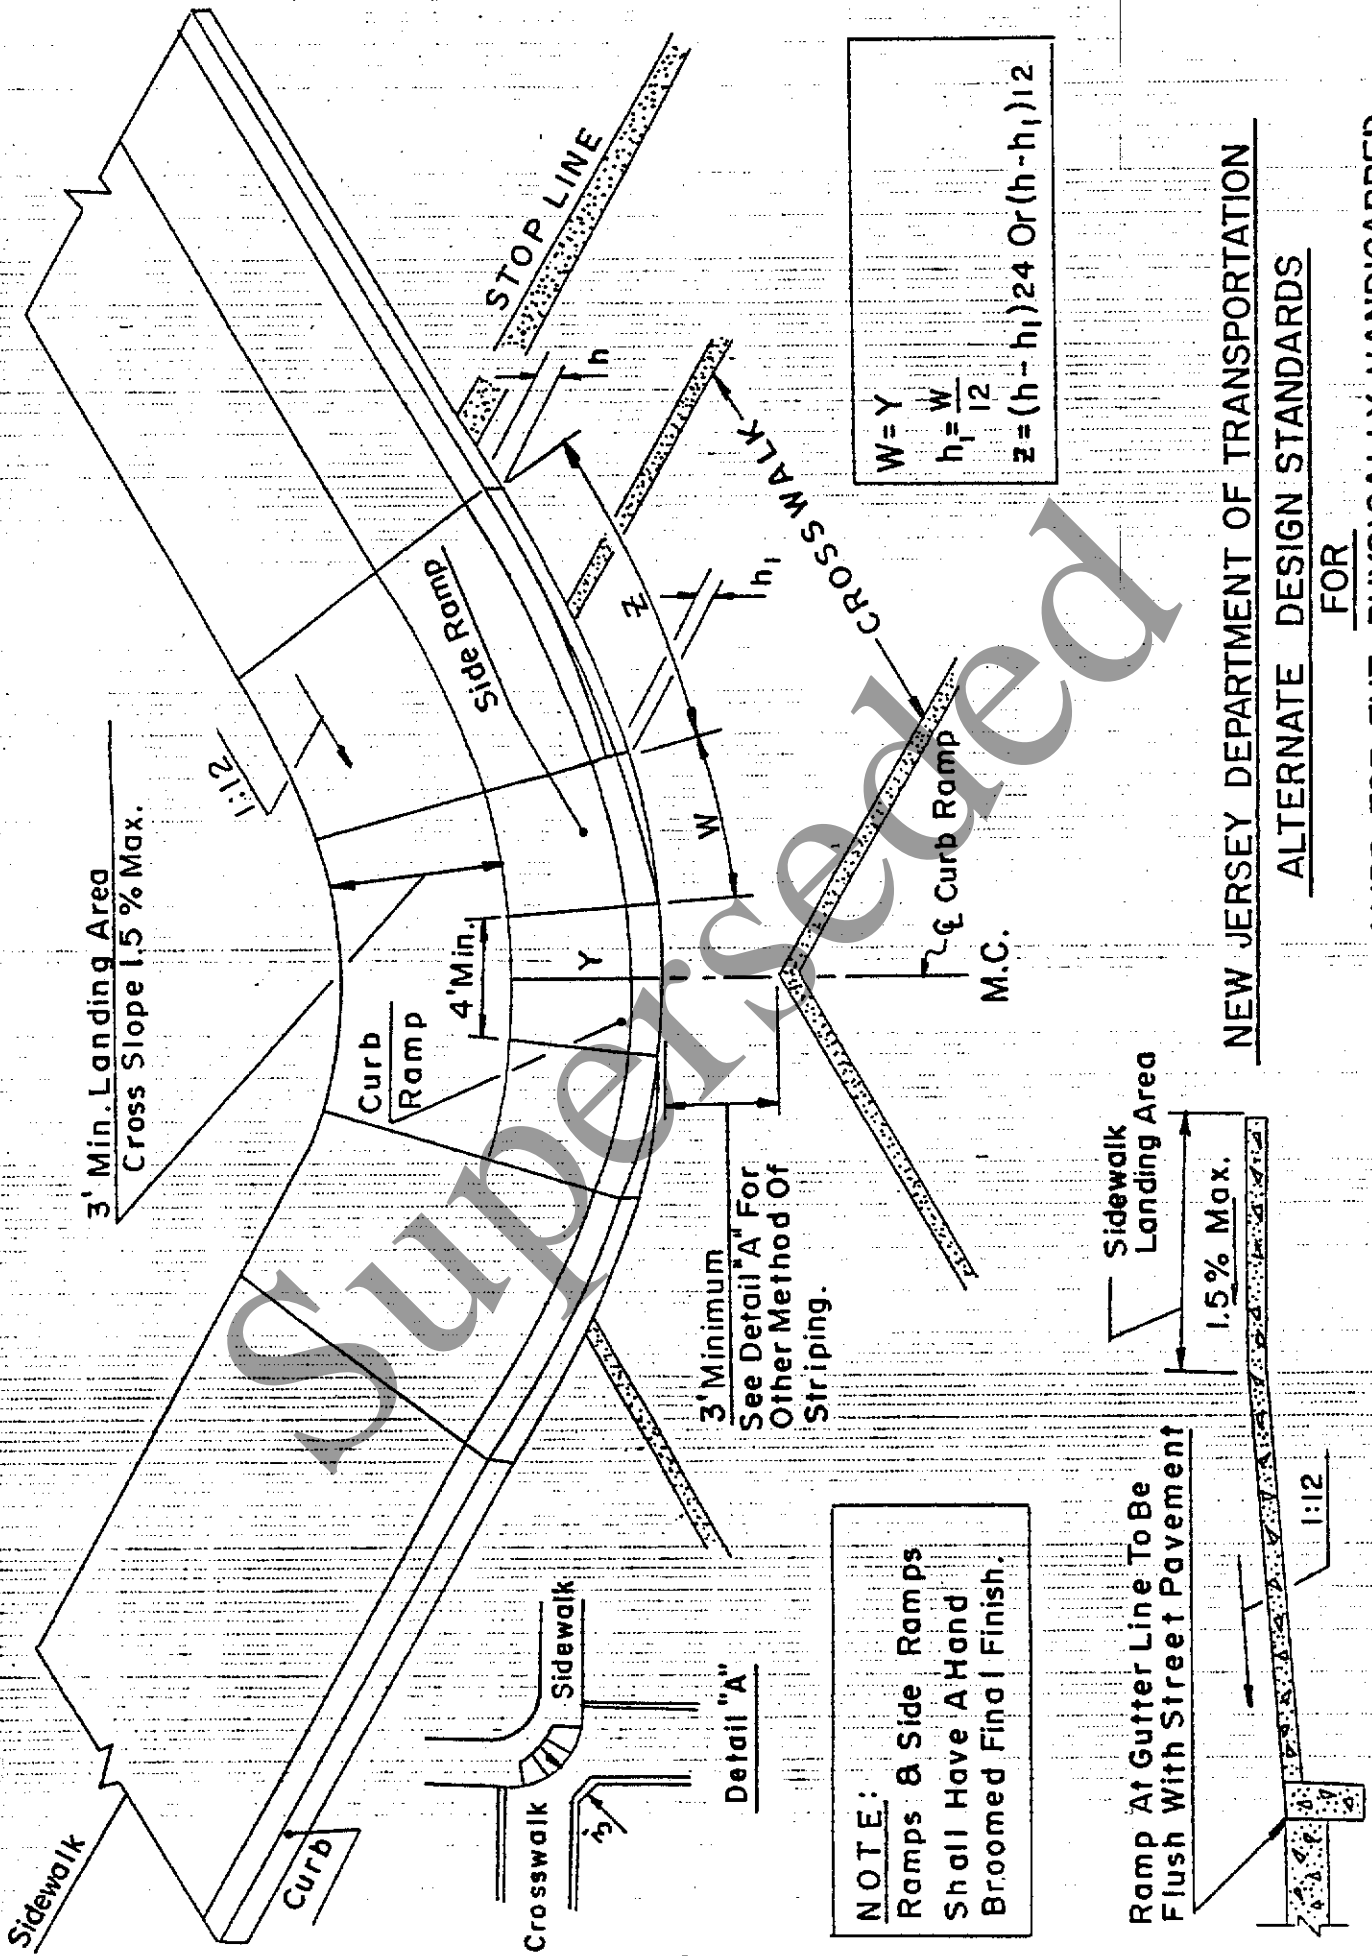 Sidewalk
Curb
3' Min. Landing Area
Cross Slope 1.5 % Max.
1:12
Curb
Ramp
4' Min.
Y
Side Ramp
STOP LINE
h
Z
h₁
W
CROSSWALK
℄ Curb Ramp
M.C.
3' Minimum
See Detail "A" For
Other Method Of
Striping.
Sidewalk
Crosswalk
3'
Detail "A"
W=Y
h₁=W/12
Z=(h-h₁)24 Or(h-h₁)12
NOTE:
Ramps & Side Ramps
Shall Have A Hand
Broomed Final Finish.
Ramp At Gutter Line To Be
Flush With Street Pavement
1:12
Sidewalk
Landing Area
1.5% Max.
NEW JERSEY DEPARTMENT OF TRANSPORTATION
ALTERNATE DESIGN STANDARDS
FOR
THE PHYSICALLY HANDICAPPED
Superseded